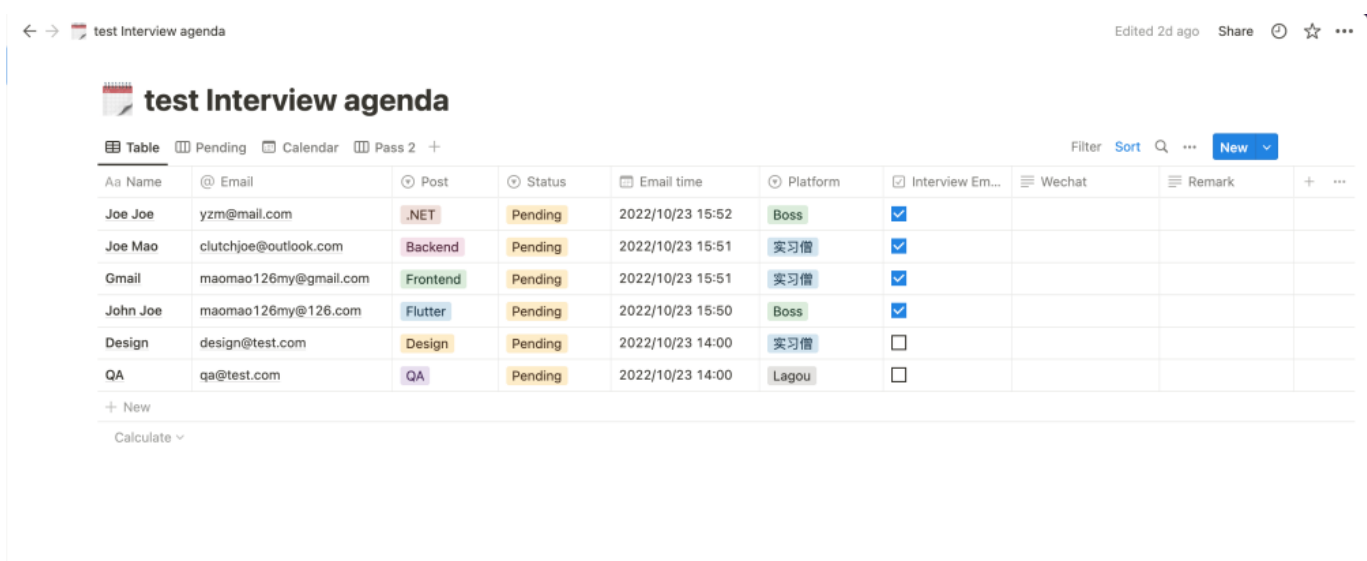 test Interview agenda Edited 2d ago Share
test Interview agenda
Table Pending Calendar Pass 2 Filter Sort New
Aa Name @ Email Post Status Email time Platform Interview Em... Wechat Remark
Joe Joe yzm@mail.com .NET Pending 2022/10/23 15:52 Boss
Joe Mao clutchjoe@outlook.com Backend Pending 2022/10/23 15:51 实习僧
Gmail maomao126my@gmail.com Frontend Pending 2022/10/23 15:51 实习僧
John Joe maomao126my@126.com Flutter Pending 2022/10/23 15:50 Boss
Design design@test.com Design Pending 2022/10/23 14:00 实习僧
QA qa@test.com QA Pending 2022/10/23 14:00 Lagou
+ New
Calculate